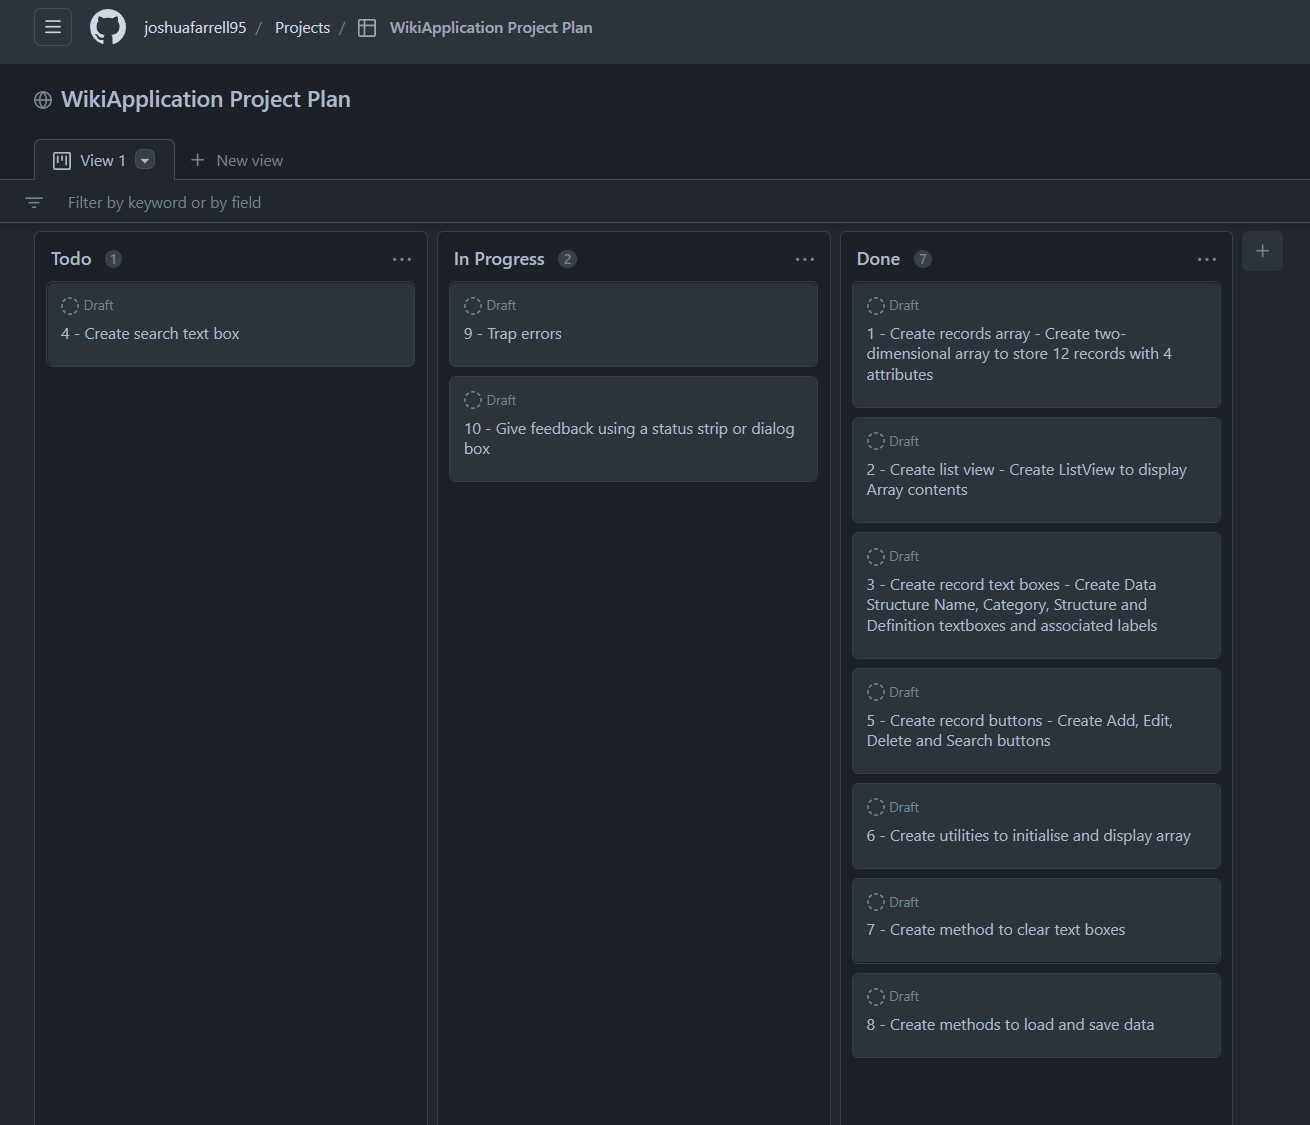 joshuafarrell95 / Projects / WikiApplication Project Plan
WikiApplication Project Plan
View 1
New view
Filter by keyword or by field
Todo 1
Draft
4 - Create search text box
In Progress 2
Draft
9 - Trap errors
Draft
10 - Give feedback using a status strip or dialog
box
Done 7
Draft
1 - Create records array - Create two-
dimensional array to store 12 records with 4
attributes
Draft
2 - Create list view - Create ListView to display
Array contents
Draft
3 - Create record text boxes - Create Data
Structure Name, Category, Structure and
Definition textboxes and associated labels
Draft
5 - Create record buttons - Create Add, Edit,
Delete and Search buttons
Draft
6 - Create utilities to initialise and display array
Draft
7 - Create method to clear text boxes
Draft
8 - Create methods to load and save data